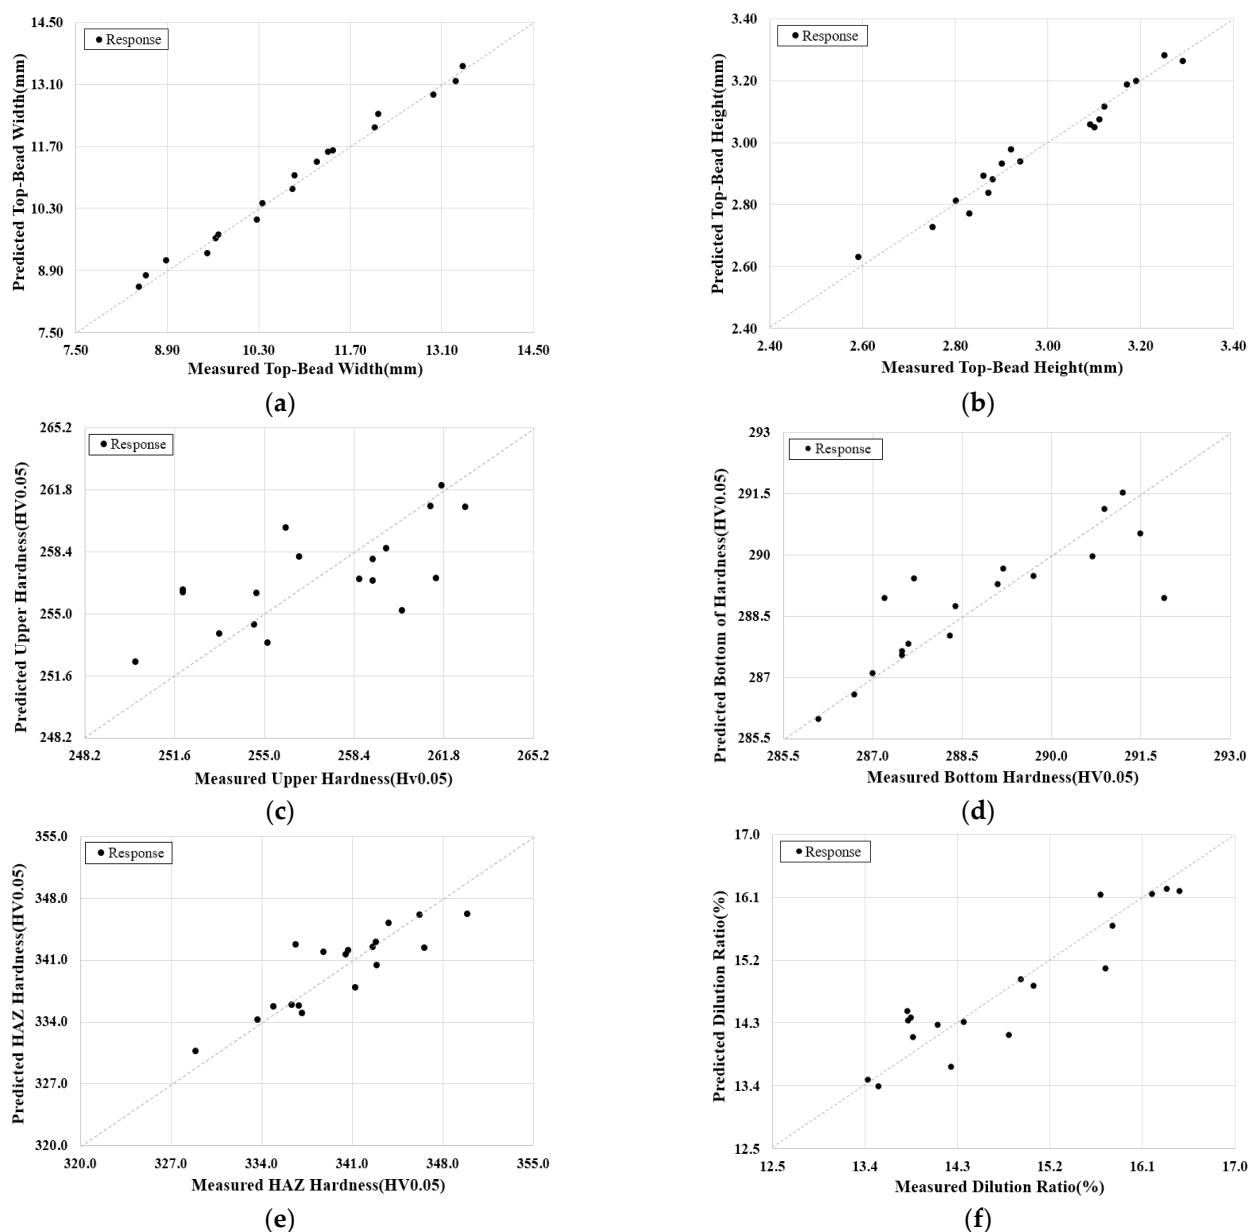 14.50
13.10
11.70
10.30
8.90
7.50
Response
Predicted Top-Bead Width(mm)
7.50 8.90 10.30 11.70 13.10 14.50
Measured Top-Bead Width(mm)
(a)
3.40
3.20
3.00
2.80
2.60
2.40
Response
Predicted Top-Bead Height(mm)
2.40 2.60 2.80 3.00 3.20 3.40
Measured Top-Bead Height(mm)
(b)
265.2
261.8
258.4
255.0
251.6
248.2
Response
Predicted Upper Hardness(HV0.05)
248.2 251.6 255.0 258.4 261.8 265.2
Measured Upper Hardness(Hv0.05)
(c)
293
291.5
290
288.5
287
285.5
Response
Predicted Bottom of Hardness(HV0.05)
285.5 287.0 288.5 290.0 291.5 293.0
Measured Bottom Hardness(HV0.05)
(d)
355.0
348.0
341.0
334.0
327.0
320.0
Response
Predicted HAZ Hardness(HV0.05)
320.0 327.0 334.0 341.0 348.0 355.0
Measured HAZ Hardness(HV0.05)
(e)
17.0
16.1
15.2
14.3
13.4
12.5
Response
Predicted Dilution Ratio(%)
12.5 13.4 14.3 15.2 16.1 17.0
Measured Dilution Ratio(%)
(f)